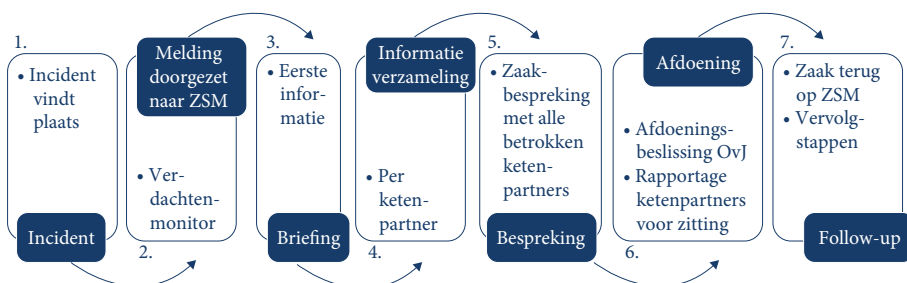 1.
• Incident
vindt
plaats
Incident
Melding
doorgezet
naar ZSM
• Ver-
dachten-
monitor
2.
3.
• Eerste
infor-
matie
Briefing
Informatie
verzameling
• Per
keten-
partner
4.
5.
• Zaak-
bespreking
met alle
betrokken
keten-
partners
Bespreking
Afdoening
• Afdoenings-
beslissing OvJ
• Rapportage
ketenpartners
voor zitting
6.
7.
• Zaak terug
op ZSM
• Vervolg-
stappen
Follow-up